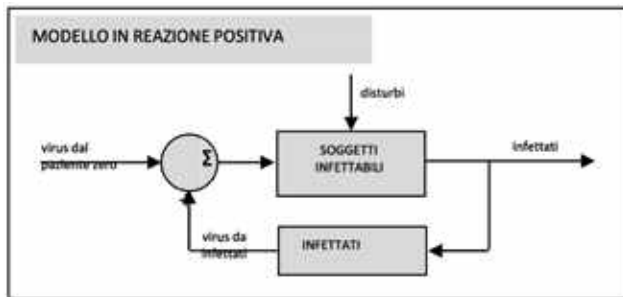 MODELLO IN REAZIONE POSITIVA
disturbi
virus dal
paziente zero
Σ
SOGGETTI
INFETTABILI
infettati
virus da
infettati
INFETTATI